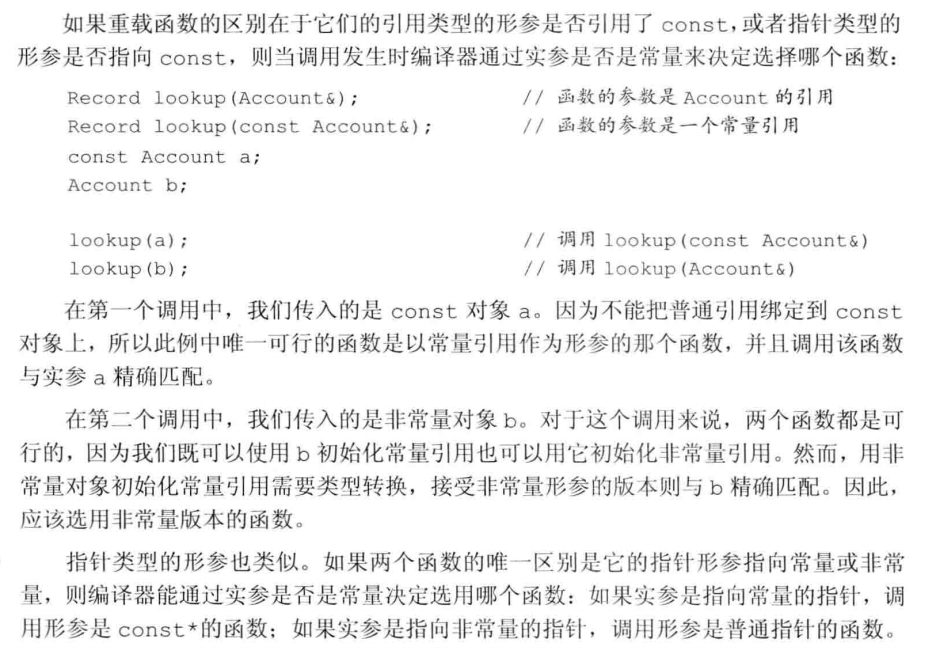 如果重载函数的区别在于它们的引用类型的形参是否引用了 const,或者指针类型的
形参是否指向 const，则当调用发生时编译器通过实参是否是常量来决定选择哪个函数：
Record lookup(Account&); // 函数的参数是 Account 的引用
Record lookup(const Account&); // 函数的参数是一个常量引用
const Account a;
Account b;
lookup(a); // 调用 lookup(const Account&)
lookup(b); // 调用 lookup(Account&)
在第一个调用中，我们传入的是 const 对象 a。因为不能把普通引用绑定到 const
对象上，所以此例中唯一可行的函数是以常量引用作为形参的那个函数，并且调用该函数
与实参 a 精确匹配。
在第二个调用中，我们传入的是非常量对象 b。对于这个调用来说，两个函数都是可
行的，因为我们既可以使用 b 初始化常量引用也可以用它初始化非常量引用。然而，用非
常量对象初始化常量引用需要类型转换，接受非常量形参的版本则与 b 精确匹配。因此，
应该选用非常量版本的函数。
指针类型的形参也类似。如果两个函数的唯一区别是它的指针形参指向常量或非常
量，则编译器能通过实参是否是常量决定选用哪个函数：如果实参是指向常量的指针，调
用形参是 const*的函数；如果实参是指向非常量的指针，调用形参是普通指针的函数。